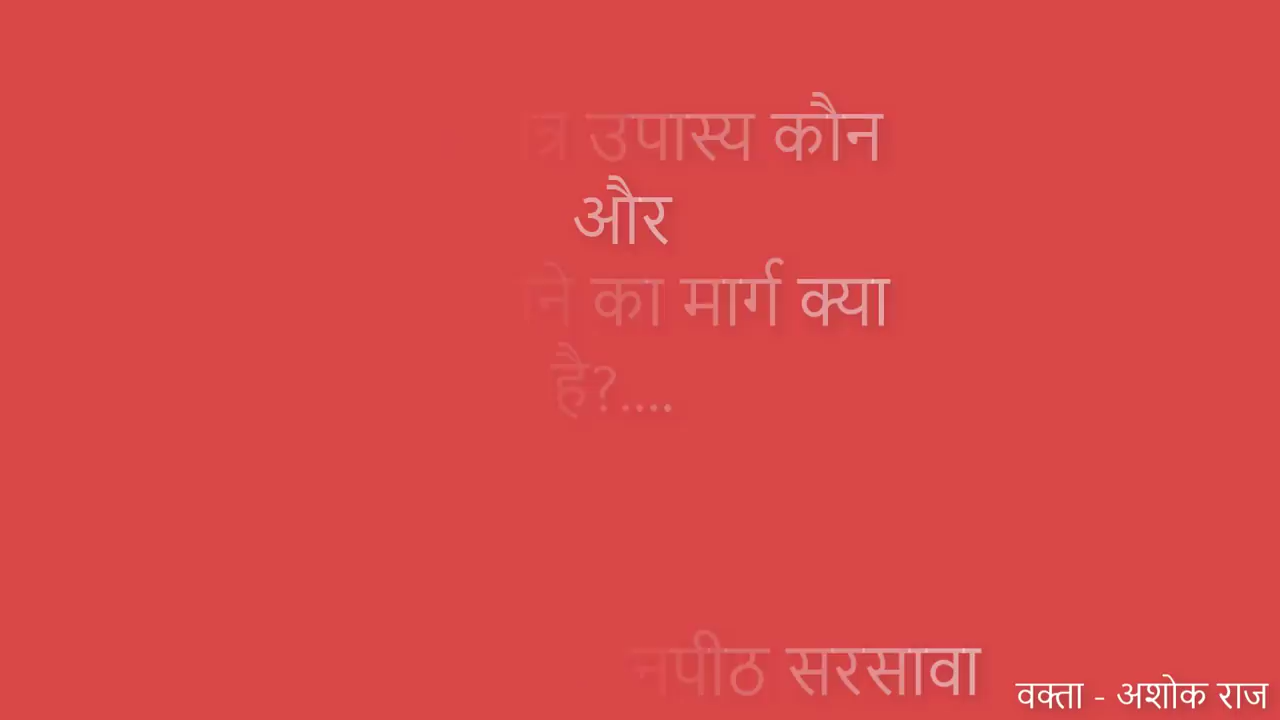 उपास्य कौन
और
का मार्ग क्या
है?....
सरसावा
वक्ता - अशोक राज